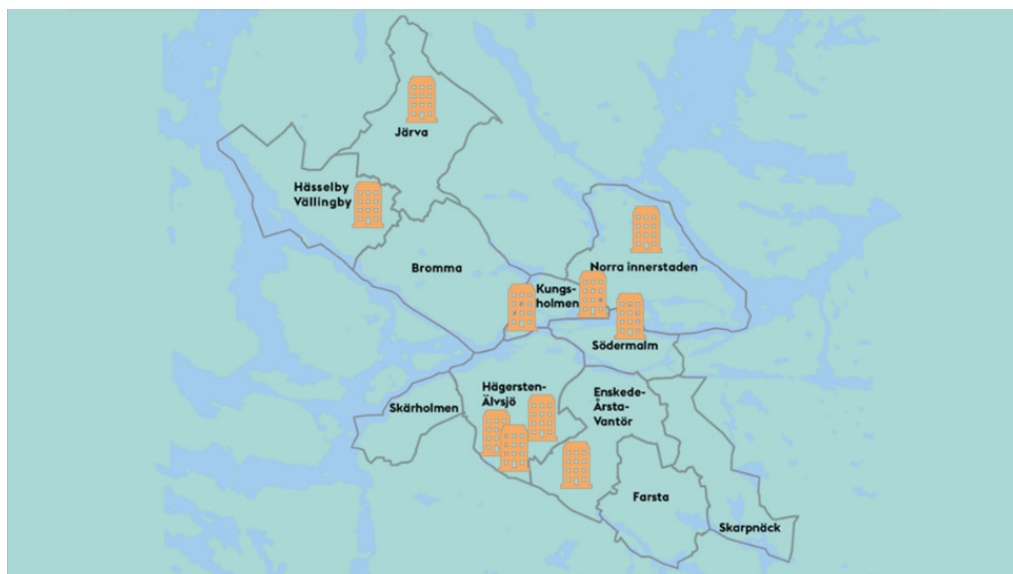 Järva
Hässelby
Vällingby
Bromma
Norra innerstaden
Kungs-
holmen
Södermalm
Hägersten-
Älvsjö
Enskede-
Årsta-
Vantör
Skärholmen
Farsta
Skarpnäck